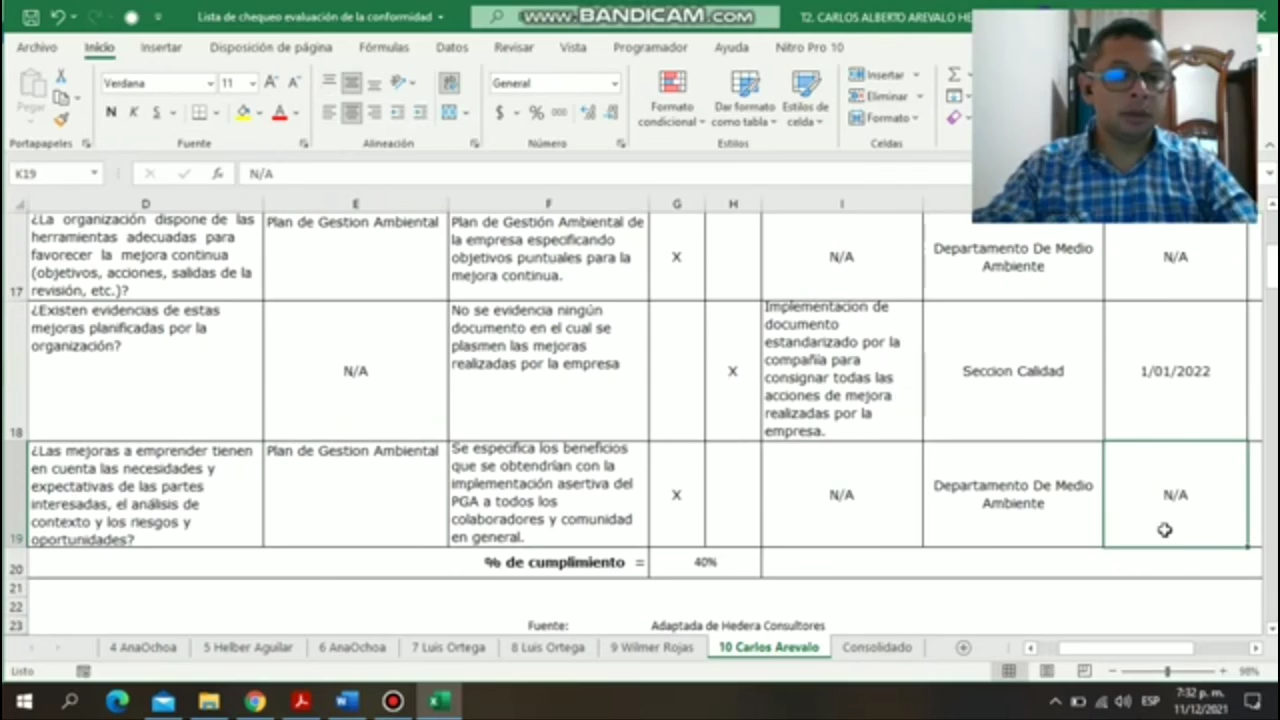 Lista de chequeo evaluación de la conformidad
www.BANDICAM.com
T2. CARLOS ALBERTO AREVALO HE
Archivo Inicio Insertar Disposición de página Fórmulas Datos Revisar Vista Programador Ayuda Nitro Pro 10
Pegar
Verdana 11
N K S
General
$ % 000
Formato condicional
Dar formato como tabla
Estilos de celda
Insertar
Eliminar
Formato
Portapapeles Fuente Alineación Número Estilos Celdas
K19 fx N/A
D E F G H I
17
¿La organización dispone de las
herramientas adecuadas para
favorecer la mejora continua
(objetivos, acciones, salidas de la
revisión, etc.)?
Plan de Gestion Ambiental
Plan de Gestión Ambiental de
la empresa especificando
objetivos puntuales para la
mejora continua.
X
N/A
Departamento De Medio
Ambiente
N/A
18
¿Existen evidencias de estas
mejoras planificadas por la
organización?
N/A
No se evidencia ningún
documento en el cual se
plasmen las mejoras
realizadas por la empresa
X
Implementacion de
documento
estandarizado por la
compañía para
consignar todas las
acciones de mejora
realizadas por la
empresa.
Seccion Calidad
1/01/2022
19
¿Las mejoras a emprender tienen
en cuenta las necesidades y
expectativas de las partes
interesadas, el análisis de
contexto y los riesgos y
oportunidades?
Plan de Gestion Ambiental
Se especifica los beneficios
que se obtendrían con la
implementación asertiva del
PGA a todos los
colaboradores y comunidad
en general.
X
N/A
Departamento De Medio
Ambiente
N/A
20
% de cumplimiento =
40%
21
22
23
Fuente: Adaptada de Hedera Consultores
4 AnaOchoa 5 Helber Aguilar 6 AnaOchoa 7 Luis Ortega 8 Luis Ortega 9 Wilmer Rojas 10 Carlos Arevalo Consolidado
Listo
98%
ESP
7:32 p. m.
11/12/2021